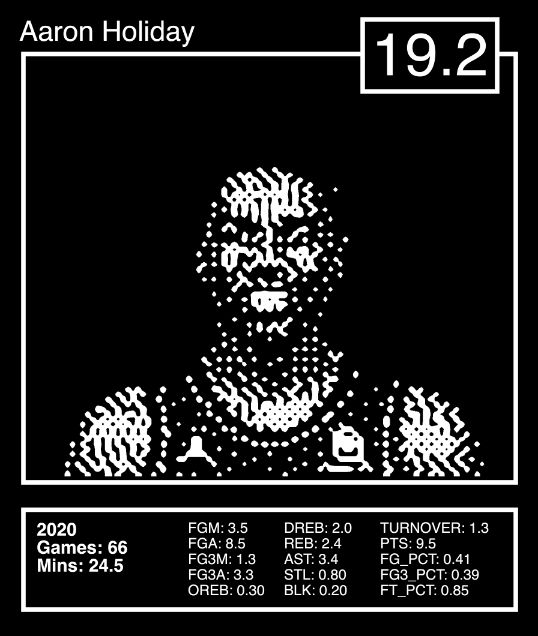 Aaron Holiday
19.2
2020
Games: 66
Mins: 24.5
FGM: 3.5
FGA: 8.5
FG3M: 1.3
FG3A: 3.3
OREB: 0.30
DREB: 2.0
REB: 2.4
AST: 3.4
STL: 0.80
BLK: 0.20
TURNOVER: 1.3
PTS: 9.5
FG_PCT: 0.41
FG3_PCT: 0.39
FT_PCT: 0.85